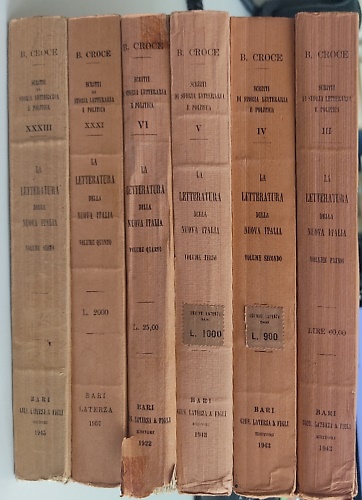 B. CROCE
SCRITTI
DI
STORIA LETTERARIA
E POLITICA
XXXIII
LA
LETTERATURA
DELLA
NUOVA ITALIA
VOLUME SESTO
BARI
GIUS. LATERZA & FIGLI
EDITORI
1945
B. CROCE
SCRITTI
DI
STORIA LETTERARIA
E POLITICA
XXXI
LA
LETTERATURA
DELLA
NUOVA ITALIA
VOLUME QUINTO
L. 2000
BARI
LATERZA
1957
B. CROCE
SCRITTI
DI
STORIA LETTERARIA
E POLITICA
VI
LA
LETTERATURA
DELLA
NUOVA ITALIA
VOLUME QUARTO
L. 25,00
BARI
LATERZA & FIGLI
EDITORI
1922
B. CROCE
SCRITTI
DI STORIA LETTERARIA
E POLITICA
V
LA
LETTERATURA
DELLA
NUOVA ITALIA
VOLUME TERZO
L. 1000
BARI
GIUS. LATERZA & FIGLI
EDITORI
1943
B. CROCE
SCRITTI
DI STORIA LETTERARIA
E POLITICA
IV
LA
LETTERATURA
DELLA
NUOVA ITALIA
VOLUME SECONDO
L. 900
BARI
GIUS. LATERZA & FIGLI
EDITORI
1942
B. CROCE
SCRITTI
DI STORIA LETTERARIA
E POLITICA
III
LA
LETTERATURA
DELLA
NUOVA ITALIA
VOLUME PRIMO
LIRE 60,00
BARI
GIUS. LATERZA & FIGLI
EDITORI
1942